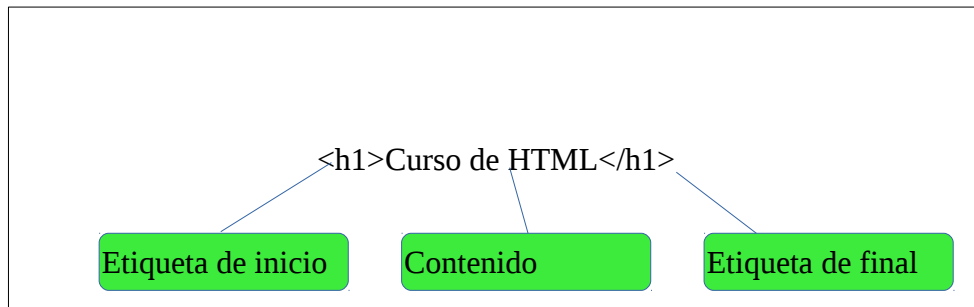 <h1>Curso de HTML</h1>
Etiqueta de inicio
Contenido
Etiqueta de final